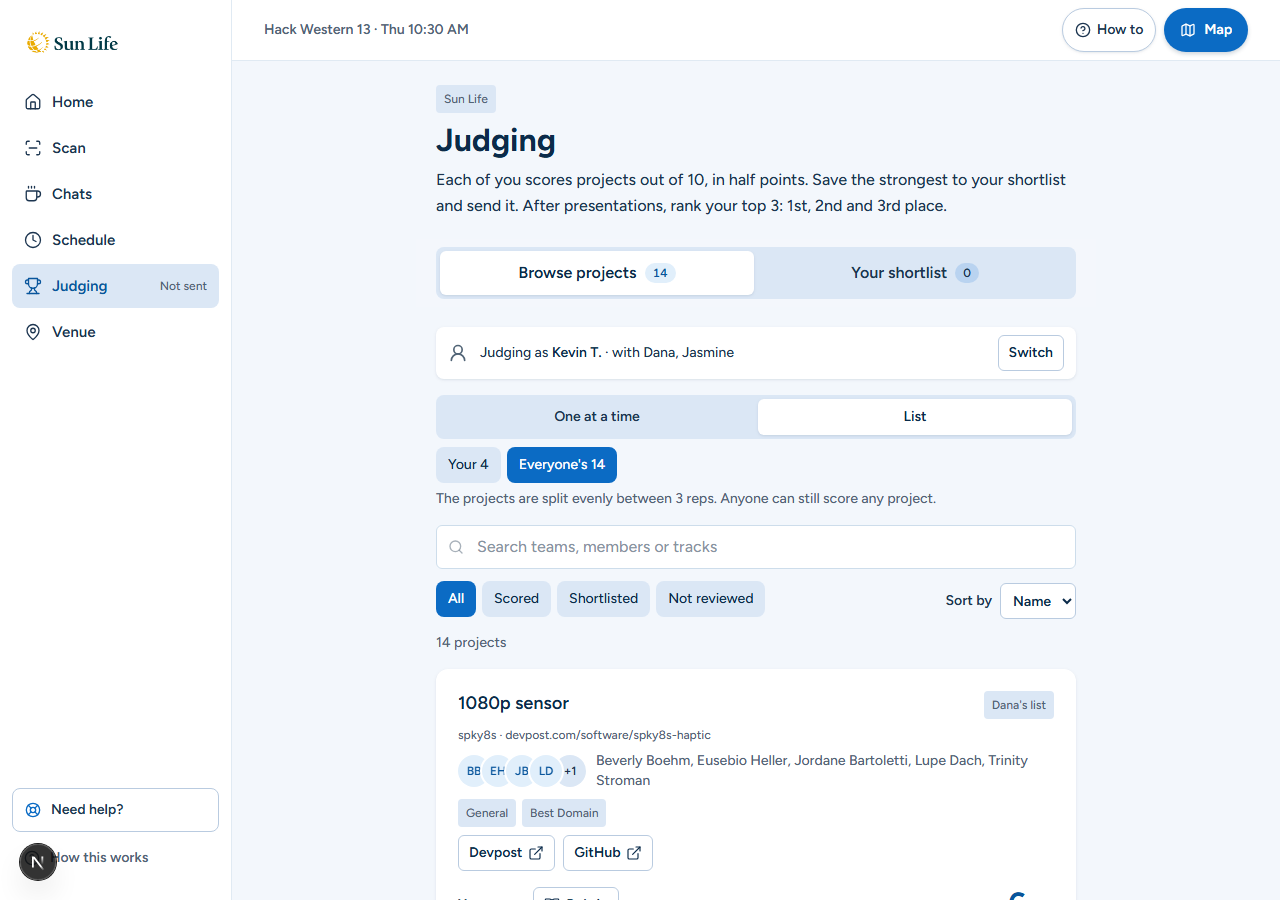 Sun Life
Hack Western 13 · Thu 10:30 AM
How to
Map
Home
Scan
Chats
Schedule
Judging
Not sent
Venue
Need help?
How this works
N
Sun Life
Judging
Each of you scores projects out of 10, in half points. Save the strongest to your shortlist
and send it. After presentations, rank your top 3: 1st, 2nd and 3rd place.
Browse projects 14
Your shortlist 0
Judging as Kevin T. · with Dana, Jasmine
Switch
One at a time
List
Your 4
Everyone's 14
The projects are split evenly between 3 reps. Anyone can still score any project.
Search teams, members or tracks
All
Scored
Shortlisted
Not reviewed
Sort by
Name
14 projects
1080p sensor
Dana's list
spky8s · devpost.com/software/spky8s-haptic
BB
EH
JB
LD
+1
Beverly Boehm, Eusebio Heller, Jordane Bartoletti, Lupe Dach, Trinity
Stroman
General
Best Domain
Devpost
GitHub